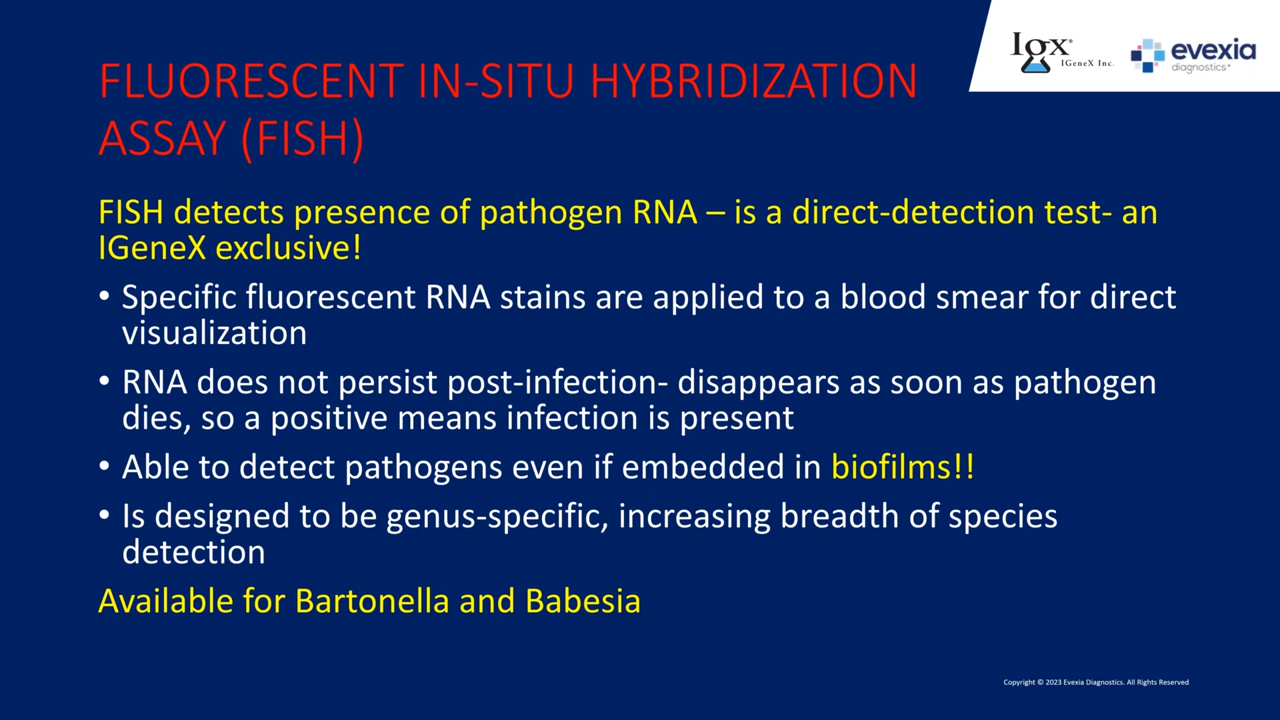 Igx®
IGeneX Inc.
evexia
diagnostics®
FLUORESCENT IN-SITU HYBRIDIZATION
ASSAY (FISH)
FISH detects presence of pathogen RNA – is a direct-detection test- an
IGeneX exclusive!
• Specific fluorescent RNA stains are applied to a blood smear for direct
visualization
• RNA does not persist post-infection- disappears as soon as pathogen
dies, so a positive means infection is present
• Able to detect pathogens even if embedded in biofilms!!
• Is designed to be genus-specific, increasing breadth of species
detection
Available for Bartonella and Babesia
Copyright © 2023 Evexia Diagnostics. All Rights Reserved